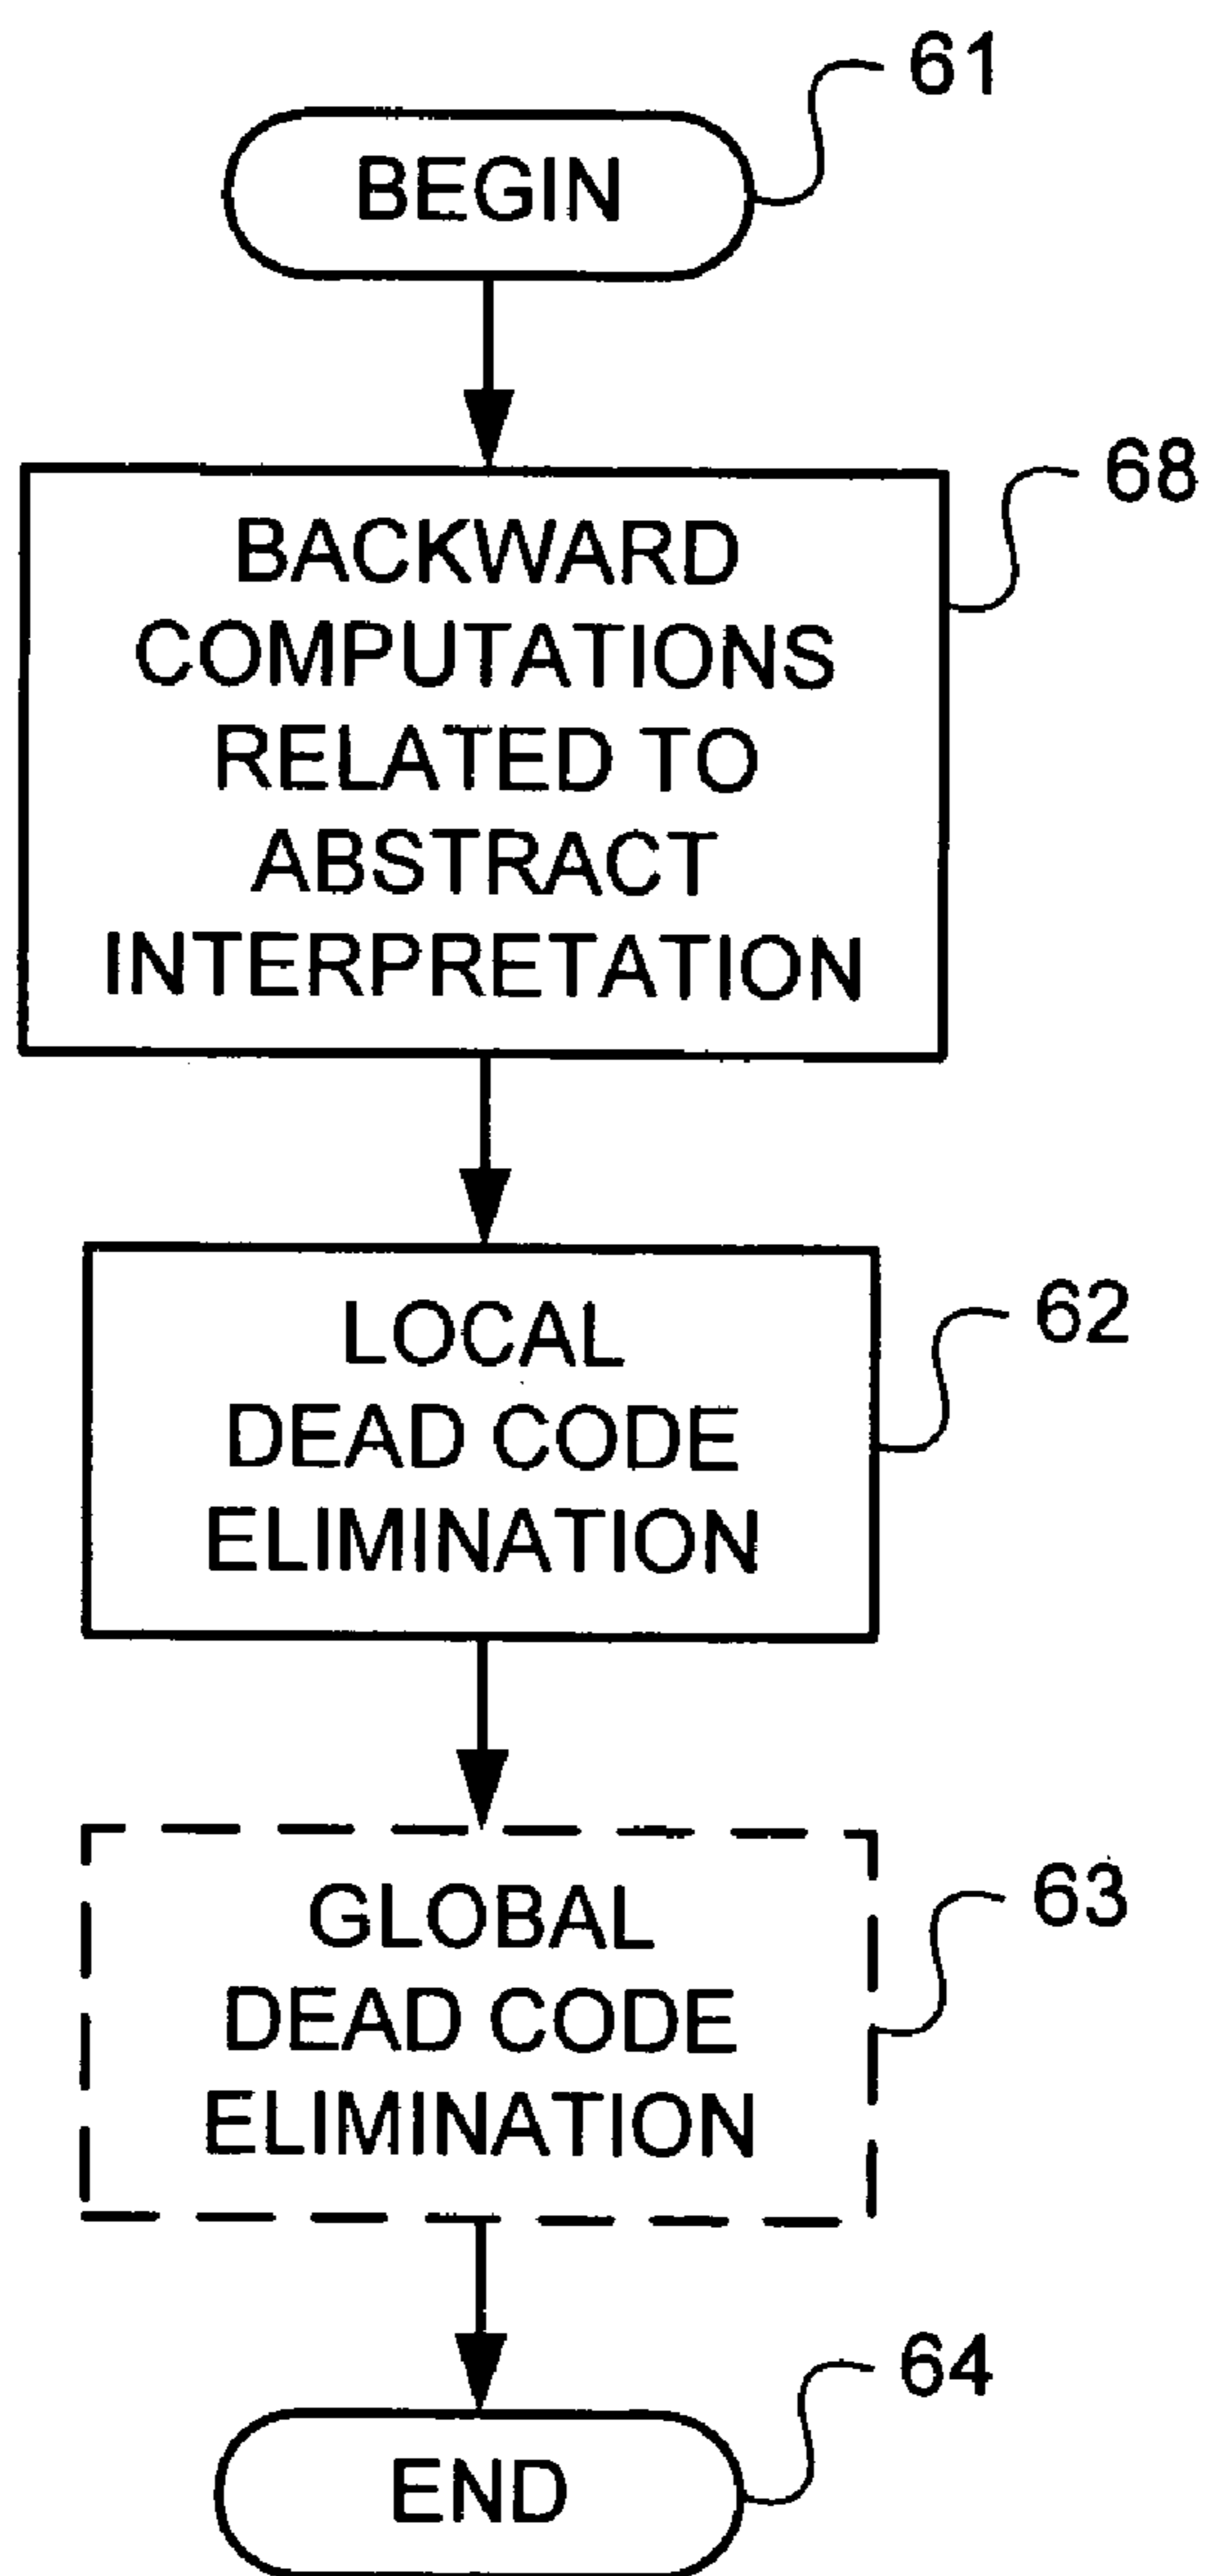 61
BEGIN
68
BACKWARD
COMPUTATIONS
RELATED TO
ABSTRACT
INTERPRETATION
62
LOCAL
DEAD CODE
ELIMINATION
63
GLOBAL
DEAD CODE
ELIMINATION
64
END